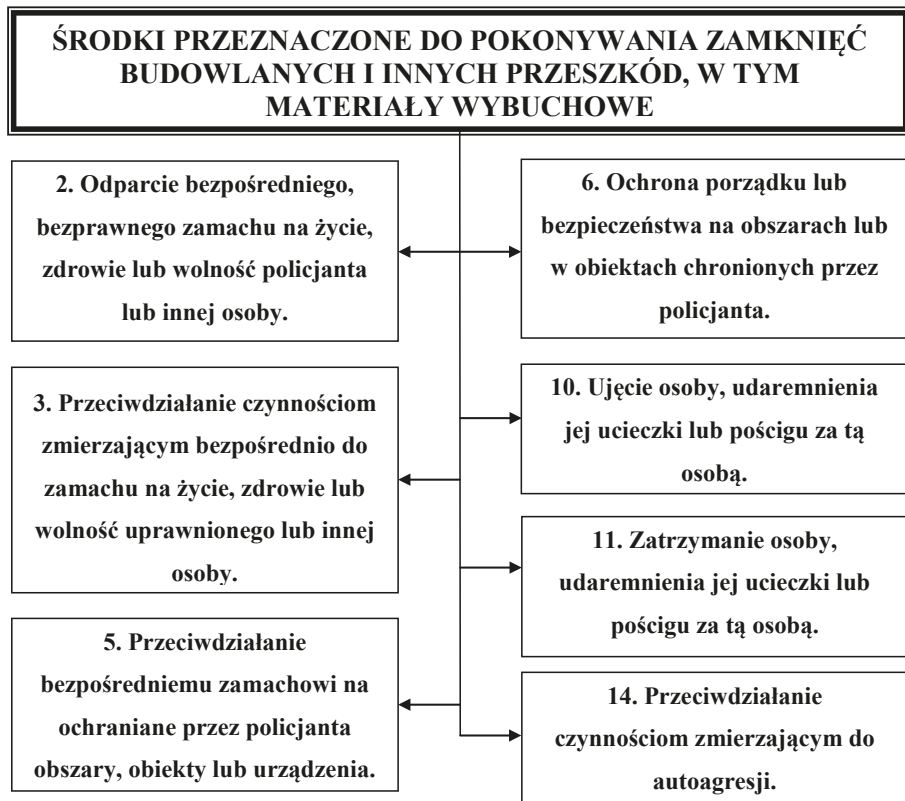 ŚRODKI PRZEZNACZONE DO POKONYWANIA ZAMKNIĘĆ
BUDOWLANYCH I INNYCH PRZESZKÓD, W TYM
MATERIAŁY WYBUCHOWE
2. Odparcie bezpośredniego,
bezprawnego zamachu na życie,
zdrowie lub wolność policjanta
lub innej osoby.
3. Przeciwdziałanie czynnościom
zmierzającym bezpośrednio do
zamachu na życie, zdrowie lub
wolność uprawnionego lub innej
osoby.
5. Przeciwdziałanie
bezpośredniemu zamachowi na
ochraniane przez policjanta
obszary, obiekty lub urządzenia.
6. Ochrona porządku lub
bezpieczeństwa na obszarach lub
w obiektach chronionych przez
policjanta.
10. Ujęcie osoby, udaremnienia
jej ucieczki lub pościgu za tą
osobą.
11. Zatrzymanie osoby,
udaremnienia jej ucieczki lub
pościgu za tą osobą.
14. Przeciwdziałanie
czynnościom zmierzającym do
autoagresji.